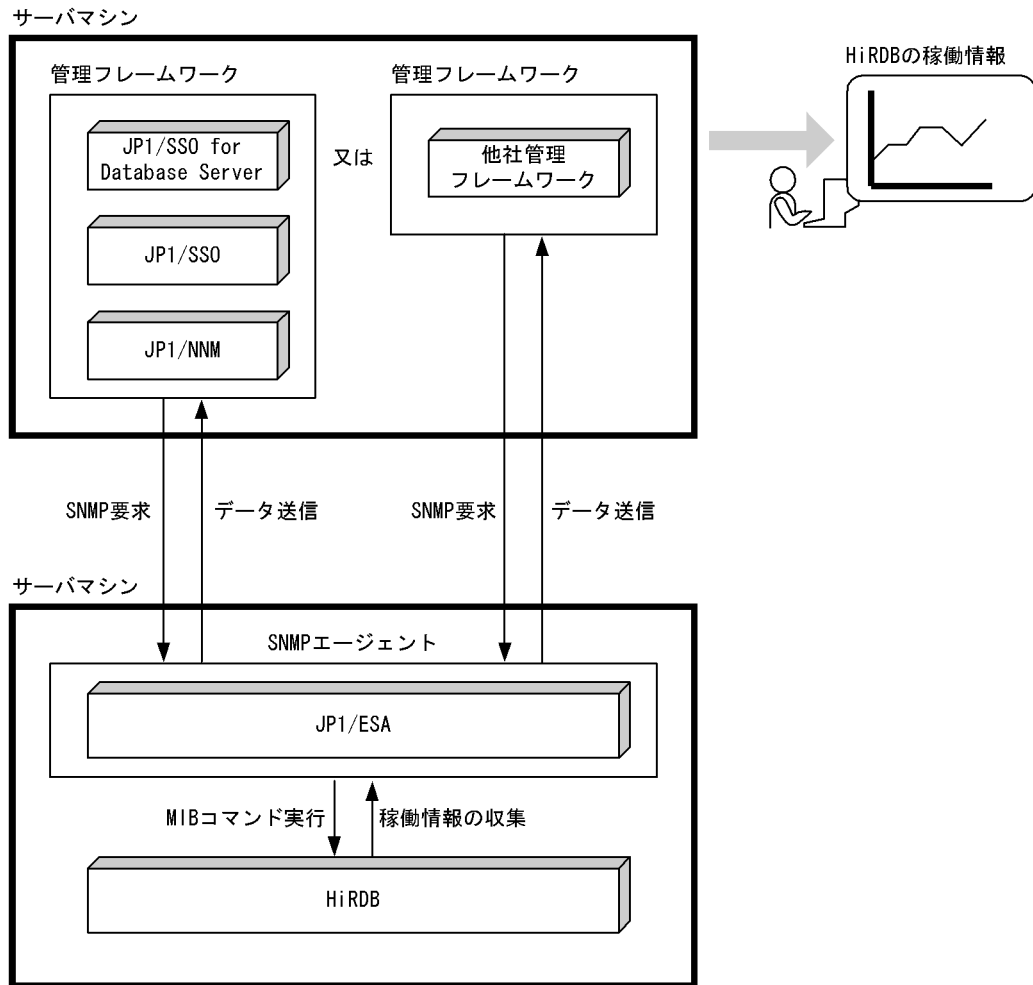 サーバマシン
管理フレームワーク
JP1/SSO for
Database Server
JP1/SSO
JP1/NNM
又は
管理フレームワーク
他社管理
フレームワーク
HiRDBの稼働情報
SNMP要求
データ送信
SNMP要求
データ送信
サーバマシン
SNMPエージェント
JP1/ESA
MIBコマンド実行
稼働情報の収集
HiRDB